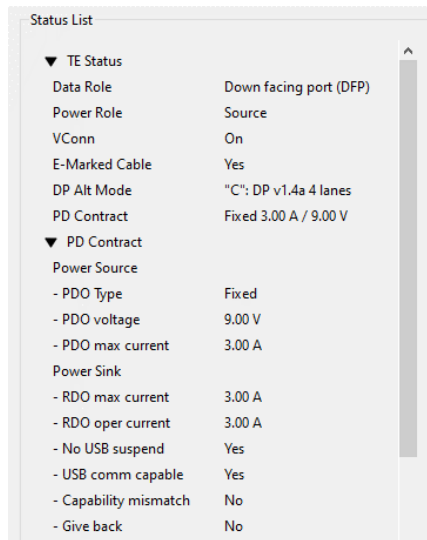 Status List
TE Status
Data Role Down facing port (DFP)
Power Role Source
VConn On
E-Marked Cable Yes
DP Alt Mode "C": DP v1.4a 4 lanes
PD Contract Fixed 3.00 A / 9.00 V
PD Contract
Power Source
- PDO Type Fixed
- PDO voltage 9.00 V
- PDO max current 3.00 A
Power Sink
- RDO max current 3.00 A
- RDO oper current 3.00 A
- No USB suspend Yes
- USB comm capable Yes
- Capability mismatch No
- Give back No